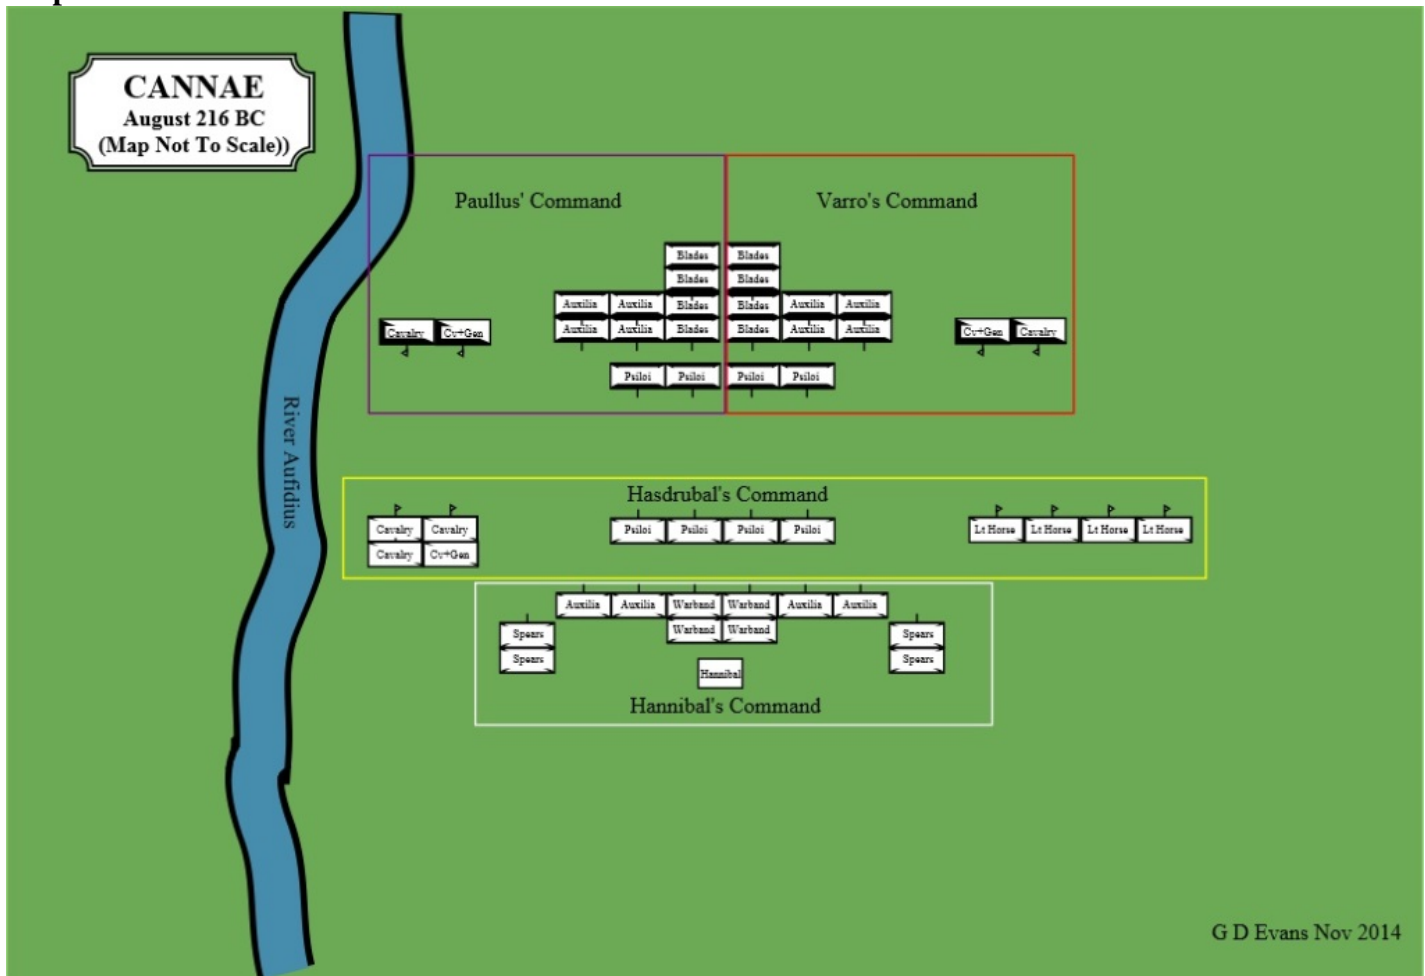 CANNAE
August 216 BC
(Map Not To Scale))
Paullus' Command
Varro's Command
Blades Blades
Blades Blades
Auxilia Auxilia Blades Blades Auxilia Auxilia
Cavalry Cv+Gen Auxilia Auxilia Blades Blades Auxilia Auxilia Cv+Gen Cavalry
Psiloi Psiloi Psiloi Psiloi
River Aufidius
Hasdrubal's Command
Cavalry Cavalry Psiloi Psiloi Psiloi Psiloi Lt Horse Lt Horse Lt Horse Lt Horse
Cavalry Cv+Gen
Auxilia Auxilia Warband Warband Auxilia Auxilia
Spears Warband Warband Spears
Spears Spears
Hannibal
Hannibal's Command
G D Evans Nov 2014